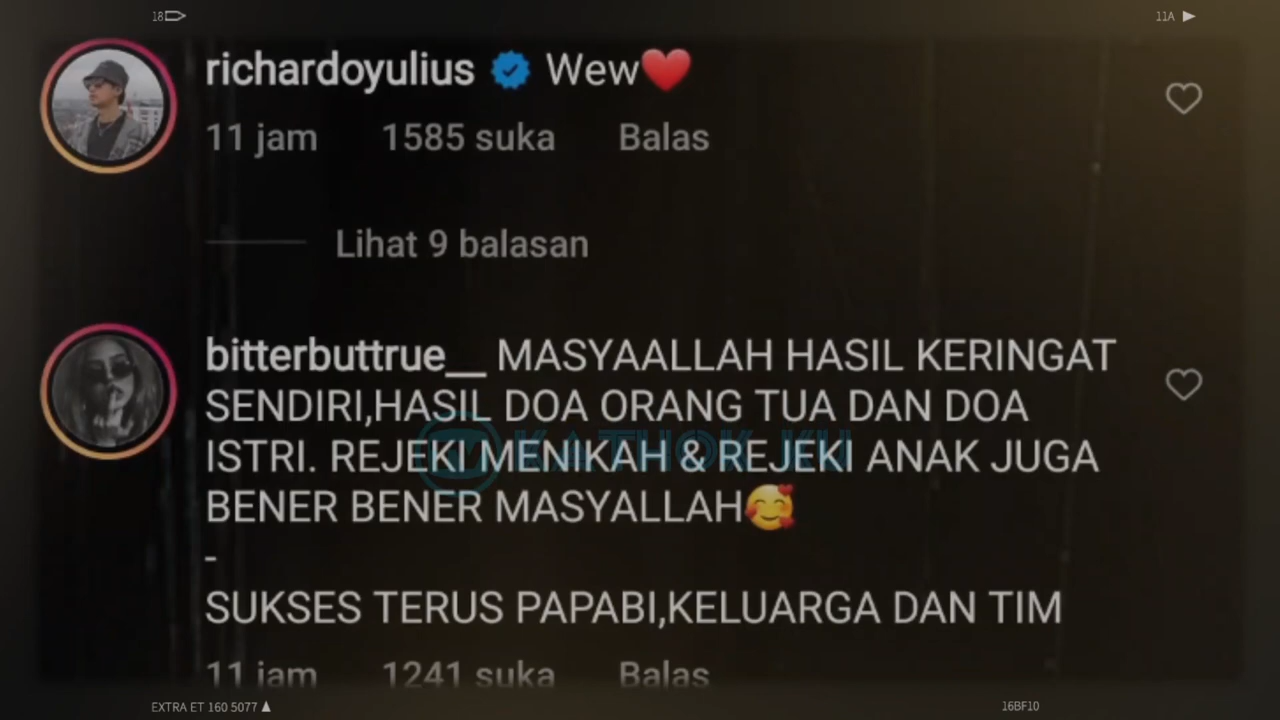 18
11A
richardoyulius Wew❤️
11 jam 1585 suka Balas
Lihat 9 balasan
bitterbuttrue__ MASYAALLAH HASIL KERINGAT
SENDIRI,HASIL DOA ORANG TUA DAN DOA
ISTRI. REJEKI MENIKAH & REJEKI ANAK JUGA
KATHOK KU
BENER BENER MASYALLAH🥰
-
SUKSES TERUS PAPABI,KELUARGA DAN TIM
11 jam 1241 suka Balas
EXTRA ET 160 5077
16BF10